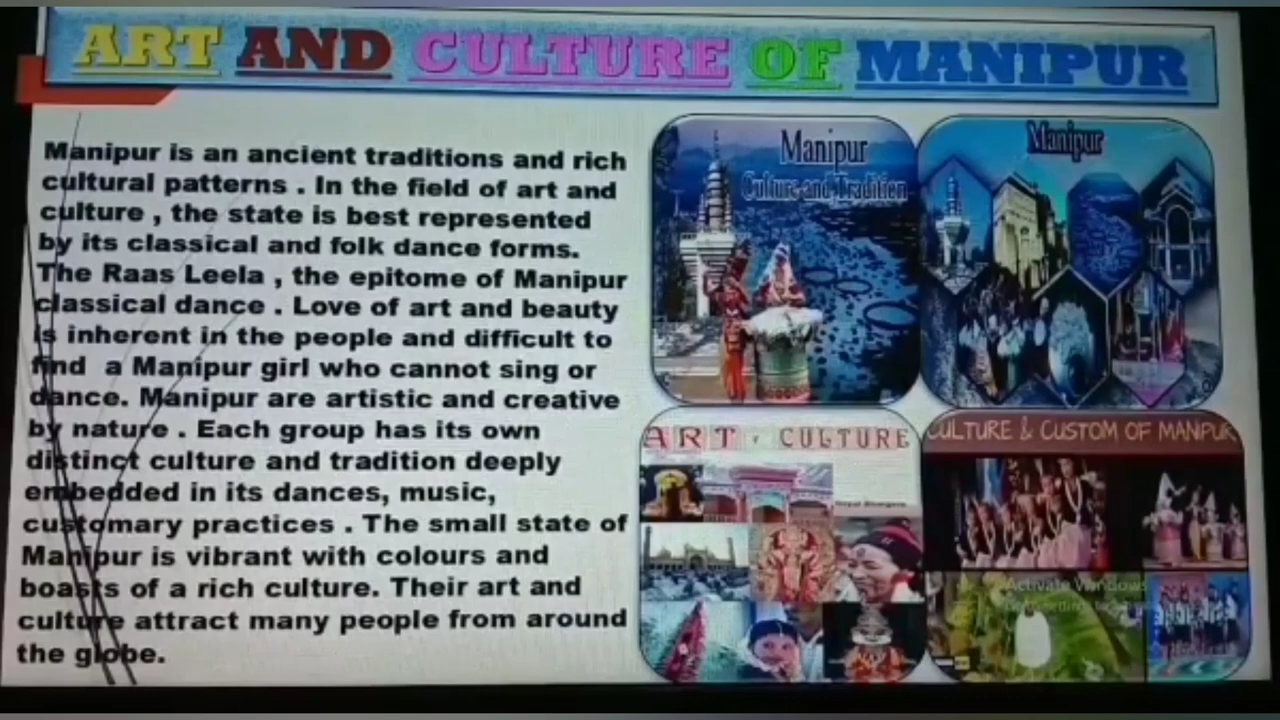 ART AND CULTURE OF MANIPUR
Manipur is an ancient traditions and rich
cultural patterns . In the field of art and
culture , the state is best represented
by its classical and folk dance forms.
The Raas Leela , the epitome of Manipur
classical dance . Love of art and beauty
is inherent in the people and difficult to
find a Manipur girl who cannot sing or
dance. Manipur are artistic and creative
by nature . Each group has its own
distinct culture and tradition deeply
embedded in its dances, music,
customary practices . The small state of
Manipur is vibrant with colours and
boasts of a rich culture. Their art and
culture attract many people from around
the globe.
Manipur
Culture and Tradition
Manipur
ART CULTURE
CULTURE & CUSTOM OF MANPUR
Activate Windows